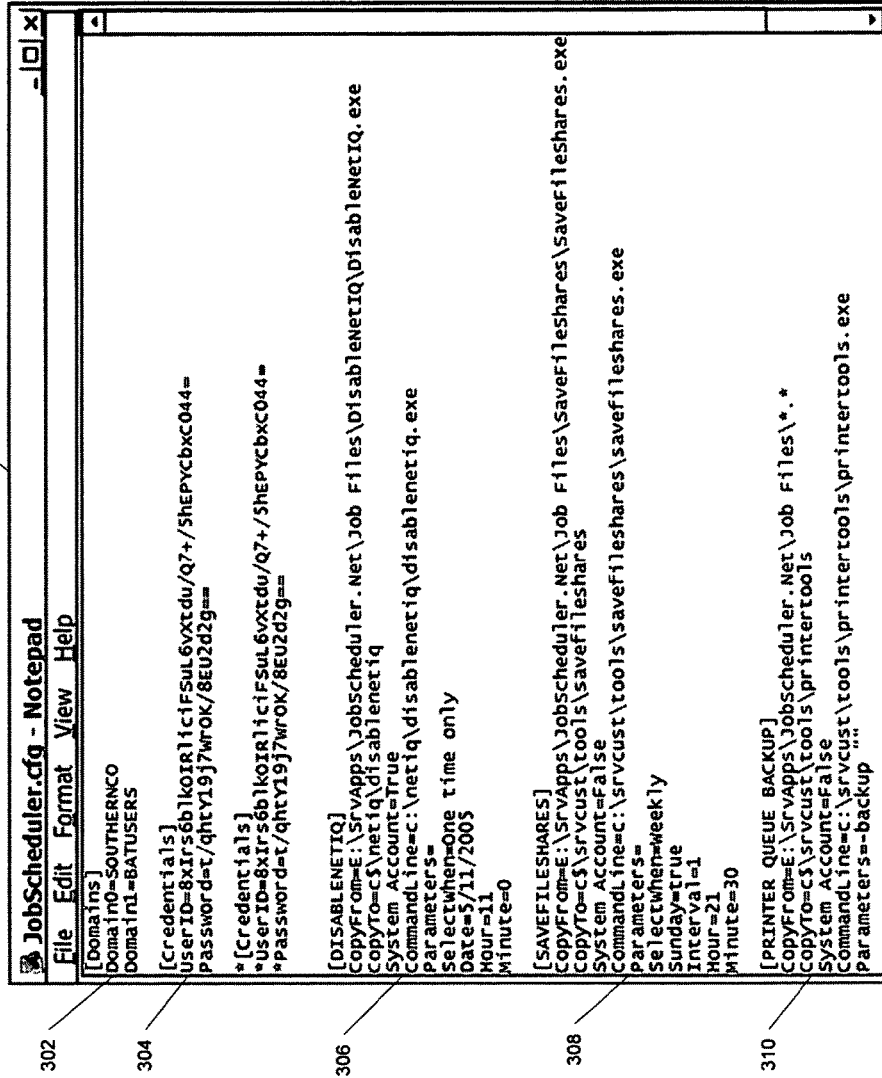 JobScheduler.cfg - Notepad
File Edit Format View Help
302
[Domains]
Domain0=SOUTHERNCO
Domain1=BATUSERS
304
[Credentials]
UserID=8xIrs6blkOIRliciFSuL6vxtdu/Q7+/ShEPYCbxC044=
Password=t/qhtY19j7WrOK/8EU2d2g==
*[Credentials]
*UserID=8xIrs6blkOIRliciFSuL6vxtdu/Q7+/ShEPYCbxC044=
*Password=t/qhtY19j7WrOK/8EU2d2g==
306
[DISABLENETIQ]
CopyFrom=E:\SrvApps\Jobscheduler.Net\Job Files\DisableNetIQ\DisableNetIQ.exe
CopyTo=c$\netiq\disablenetiq
System Account=True
CommandLine=c:\netiq\disablenetiq\disablenetiq.exe
Parameters=
SelectWhen=One time only
Date=5/11/2005
Hour=11
Minute=0
308
[SAVEFILESHARES]
CopyFrom=E:\SrvApps\Jobscheduler.Net\Job Files\SaveFileshares\SaveFileshares.exe
CopyTo=c$\srvcust\tools\savefileshares
System Account=False
CommandLine=c:\srvcust\tools\savefileshares\savefileshares.exe
Parameters=
SelectWhen=Weekly
Sunday=true
Interval=1
Hour=21
Minute=30
310
[PRINTER QUEUE BACKUP]
CopyFrom=E:\SrvApps\Jobscheduler.Net\Job Files\*.*
CopyTo=c$\srvcust\tools\printertools
System Account=False
CommandLine=c:\srvcust\tools\printertools\printertools.exe
Parameters=-backup ""